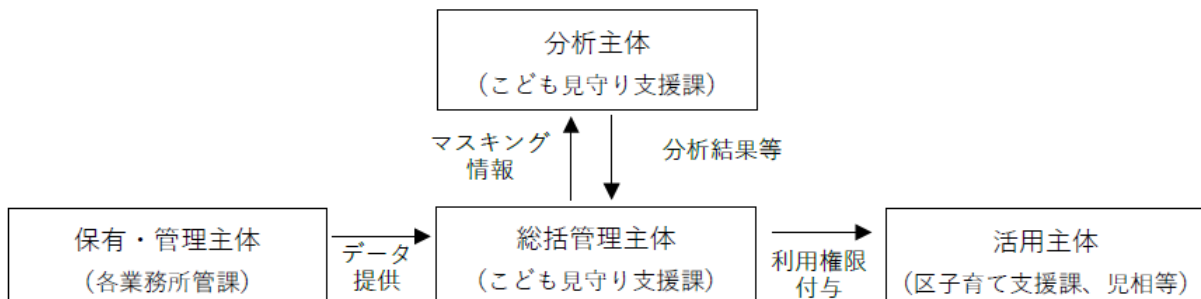 分析主体
(こども見守り支援課)
マスキング
情報
分析結果等
保有・管理主体
(各業務所管課)
データ
提供
総括管理主体
(こども見守り支援課)
利用権限
付与
活用主体
(区子育て支援課、児相等)